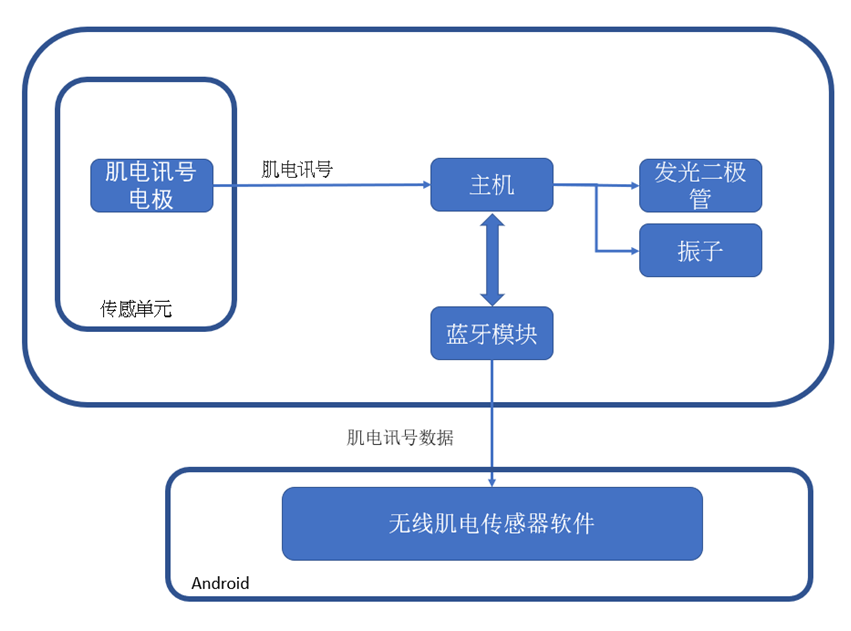 肌电讯号
电极
肌电讯号
主机
发光二极
管
振子
传感单元
蓝牙模块
肌电讯号数据
无线肌电传感器软件
Android